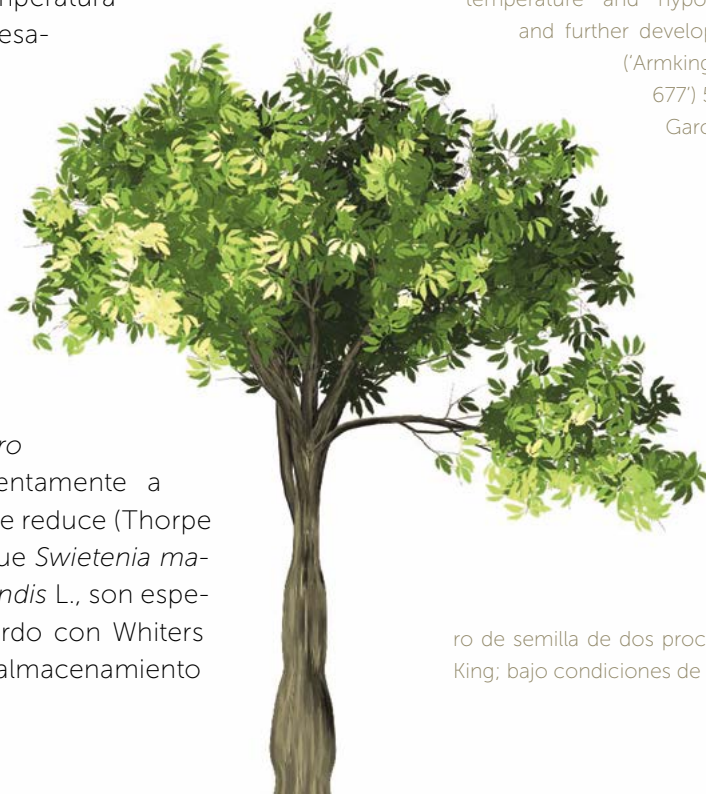 mperatura
esa-
ro
entamente a
e reduce (Thorpe
ue Swietenia ma-
ndis L., son espe-
rdo con Whiters
almacenamiento
temperature and hypo
and further develop
('Armking
677') 5
Gard
ro de semilla de dos proc
King; bajo condiciones de